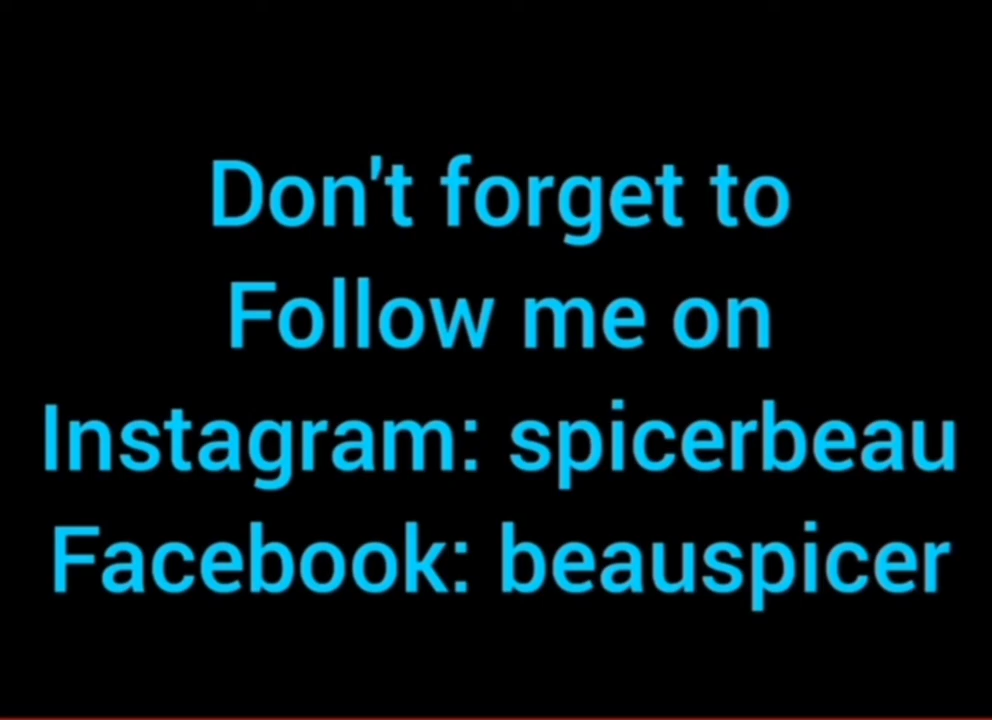 Don't forget to
Follow me on
Instagram: spicerbeau
Facebook: beauspicer